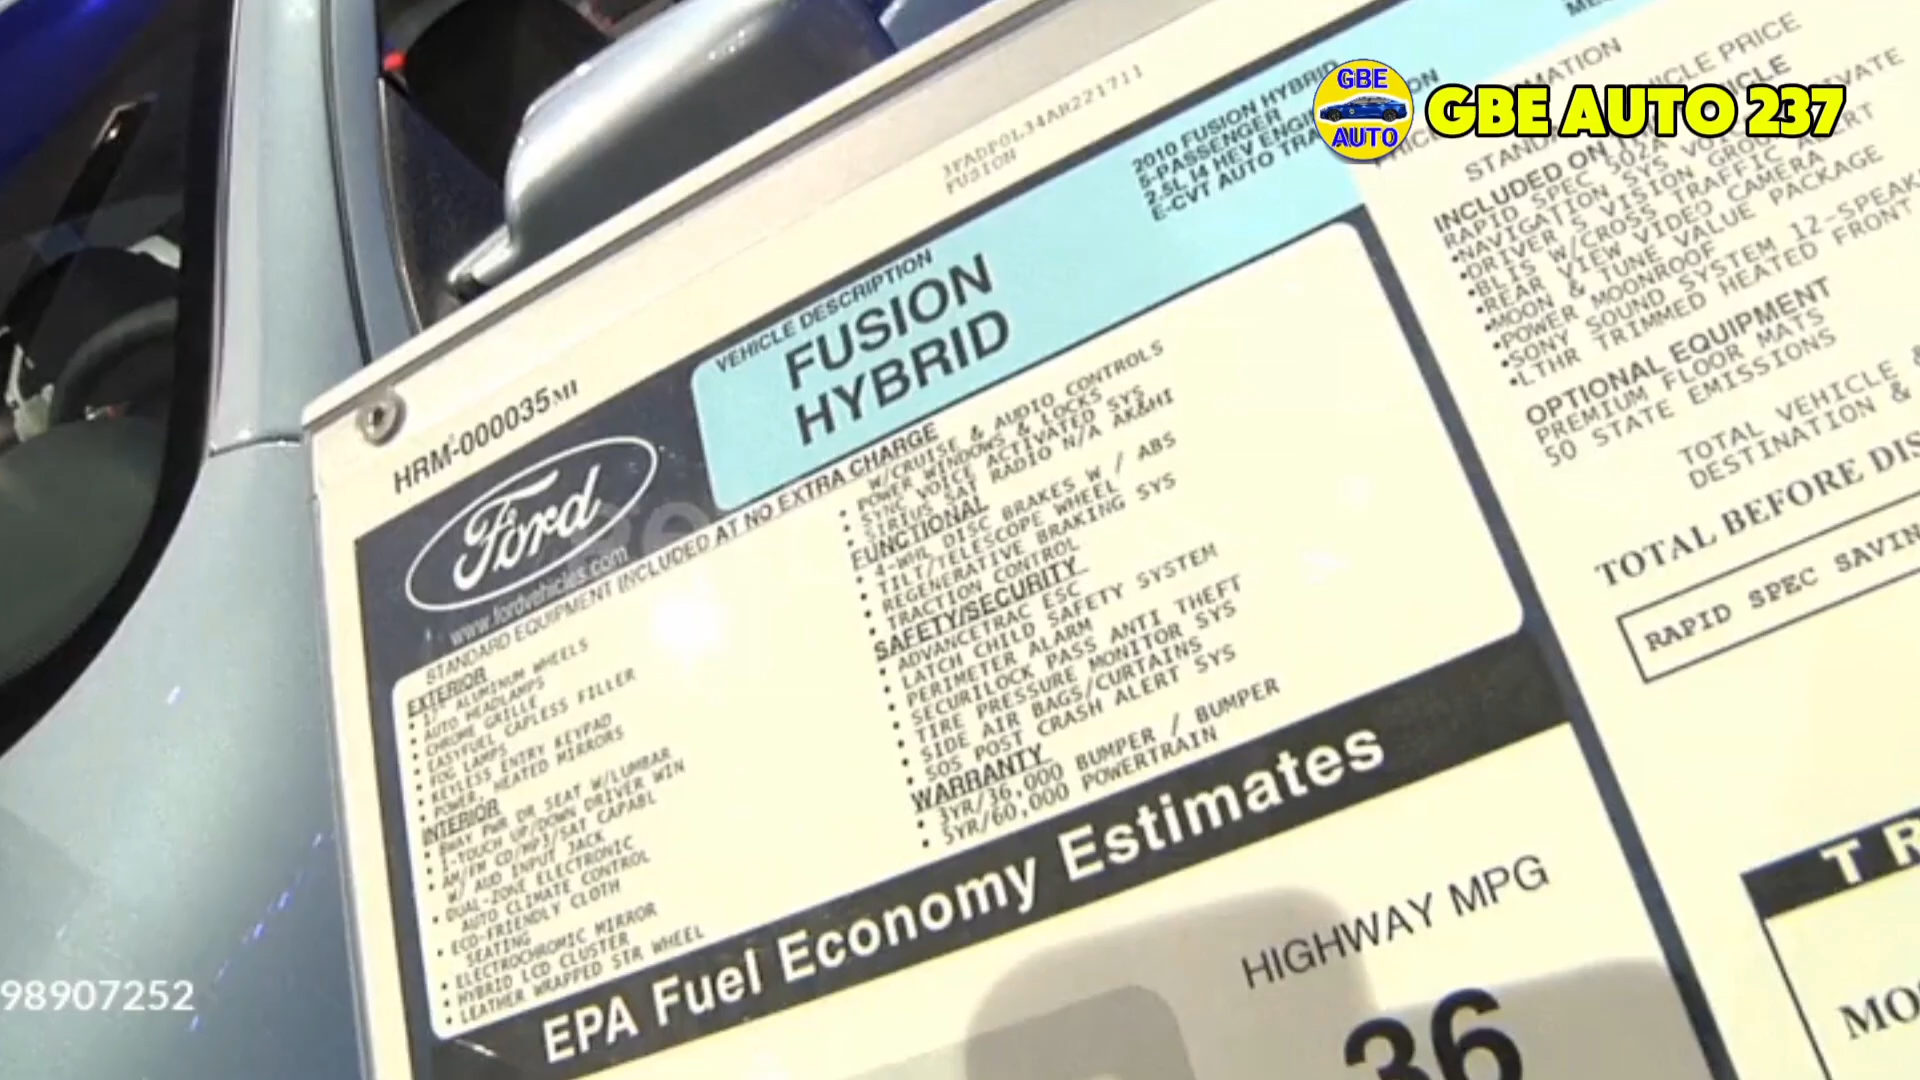 GBE
AUTO
GBE AUTO 237
3FADP0L34AR221711
FUSION
2010 FUSION HYBRID
5-PASSENGER
2.5L I4 HEV
E-CVT AUTO
VEHICLE DESCRIPTION
FUSION
HYBRID
HRM-000035MI
Ford
www.fordvehicles.com
STANDARD EQUIPMENT INCLUDED AT NO EXTRA CHARGE
EXTERIOR
• 17" ALUMINUM WHEELS
• AUTO HEADLAMPS
• CHROME GRILLE
• EASYFUEL CAPLESS FILLER
• FOG LAMPS
• KEYLESS ENTRY KEYPAD
• POWER, HEATED MIRRORS
INTERIOR
• 8WAY PWR DR SEAT W/LUMBAR
• 1-TOUCH UP/DOWN DRIVER WIN
• AM/FM CD/MP3/SAT CAPABL
W/ AUD INPUT JACK
• DUAL-ZONE ELECTRONIC
AUTO CLIMATE CONTROL
• ECO-FRIENDLY CLOTH
SEATING
• ELECTROCHROMIC MIRROR
• HYBRID LCD CLUSTER
• LEATHER WRAPPED STR WHEEL
W/CRUISE & AUDIO CONTROLS
• POWER WINDOWS & LOCKS
• SYNC VOICE ACTIVATED SYS
• SIRIUS SAT RADIO N/A AK&HI
FUNCTIONAL
• 4-WHL DISC BRAKES W / ABS
• TILT/TELESCOPE WHEEL
• REGENERATIVE BRAKING SYS
• TRACTION CONTROL
SAFETY/SECURITY
• ADVANCETRAC ESC
• LATCH CHILD SAFETY SYSTEM
• PERIMETER ALARM
• SECURILOCK PASS ANTI THEFT
• TIRE PRESSURE MONITOR SYS
• SIDE AIR BAGS/CURTAINS
• SOS POST CRASH ALERT SYS
WARRANTY
• 3YR/36,000 BUMPER / BUMPER
• 5YR/60,000 POWERTRAIN
EPA Fuel Economy Estimates
HIGHWAY MPG
36
VEHICLE PRICE
INCLUDED ON
RAPID SPEC 502A
•NAVIGATION SYS
•DRIVER'S VISION
•BLIS W/CROSS TRAFFIC ALERT
•REAR VIEW VIDEO CAMERA
•MOON & TUNE VALUE PACKAGE
•POWER MOONROOF
•SONY SOUND SYSTEM 12-SPEAK
•LTHR TRIMMED HEATED FRONT
OPTIONAL EQUIPMENT
PREMIUM FLOOR MATS
50 STATE EMISSIONS
TOTAL VEHICLE &
DESTINATION &
TOTAL BEFORE DIS
RAPID SPEC SAVIN
TR
MO
98907252